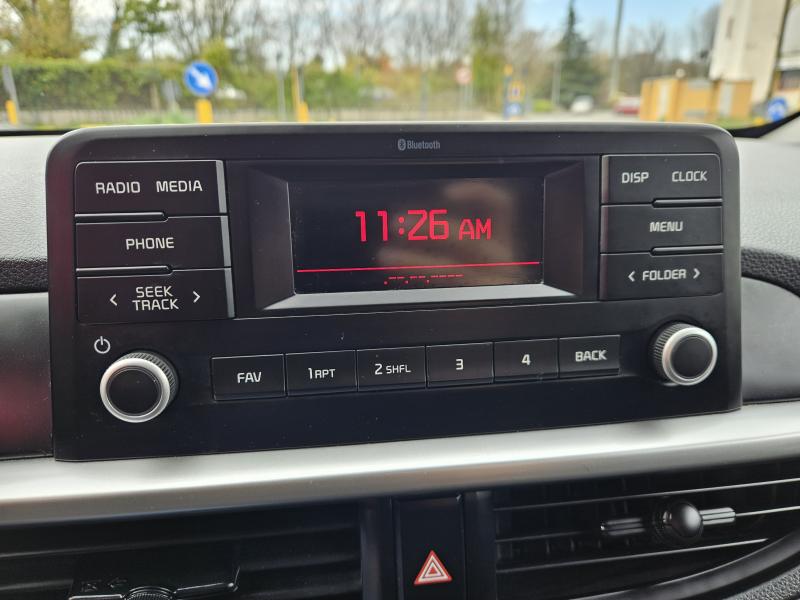 Bluetooth
RADIO MEDIA
PHONE
< SEEK >
TRACK
11:26 AM
--.--.----
DISP CLOCK
MENU
< FOLDER >
FAV
1 RPT
2 SHFL
3
4
BACK